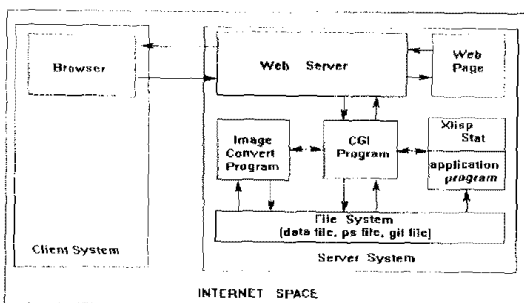 Browser
Web Server
Web
Page
Image
Convert
Program
CGI
Program
Xlisp
Stat
application
program
File System
(data file, ps file, gif file)
Client System
Server System
INTERNET SPACE